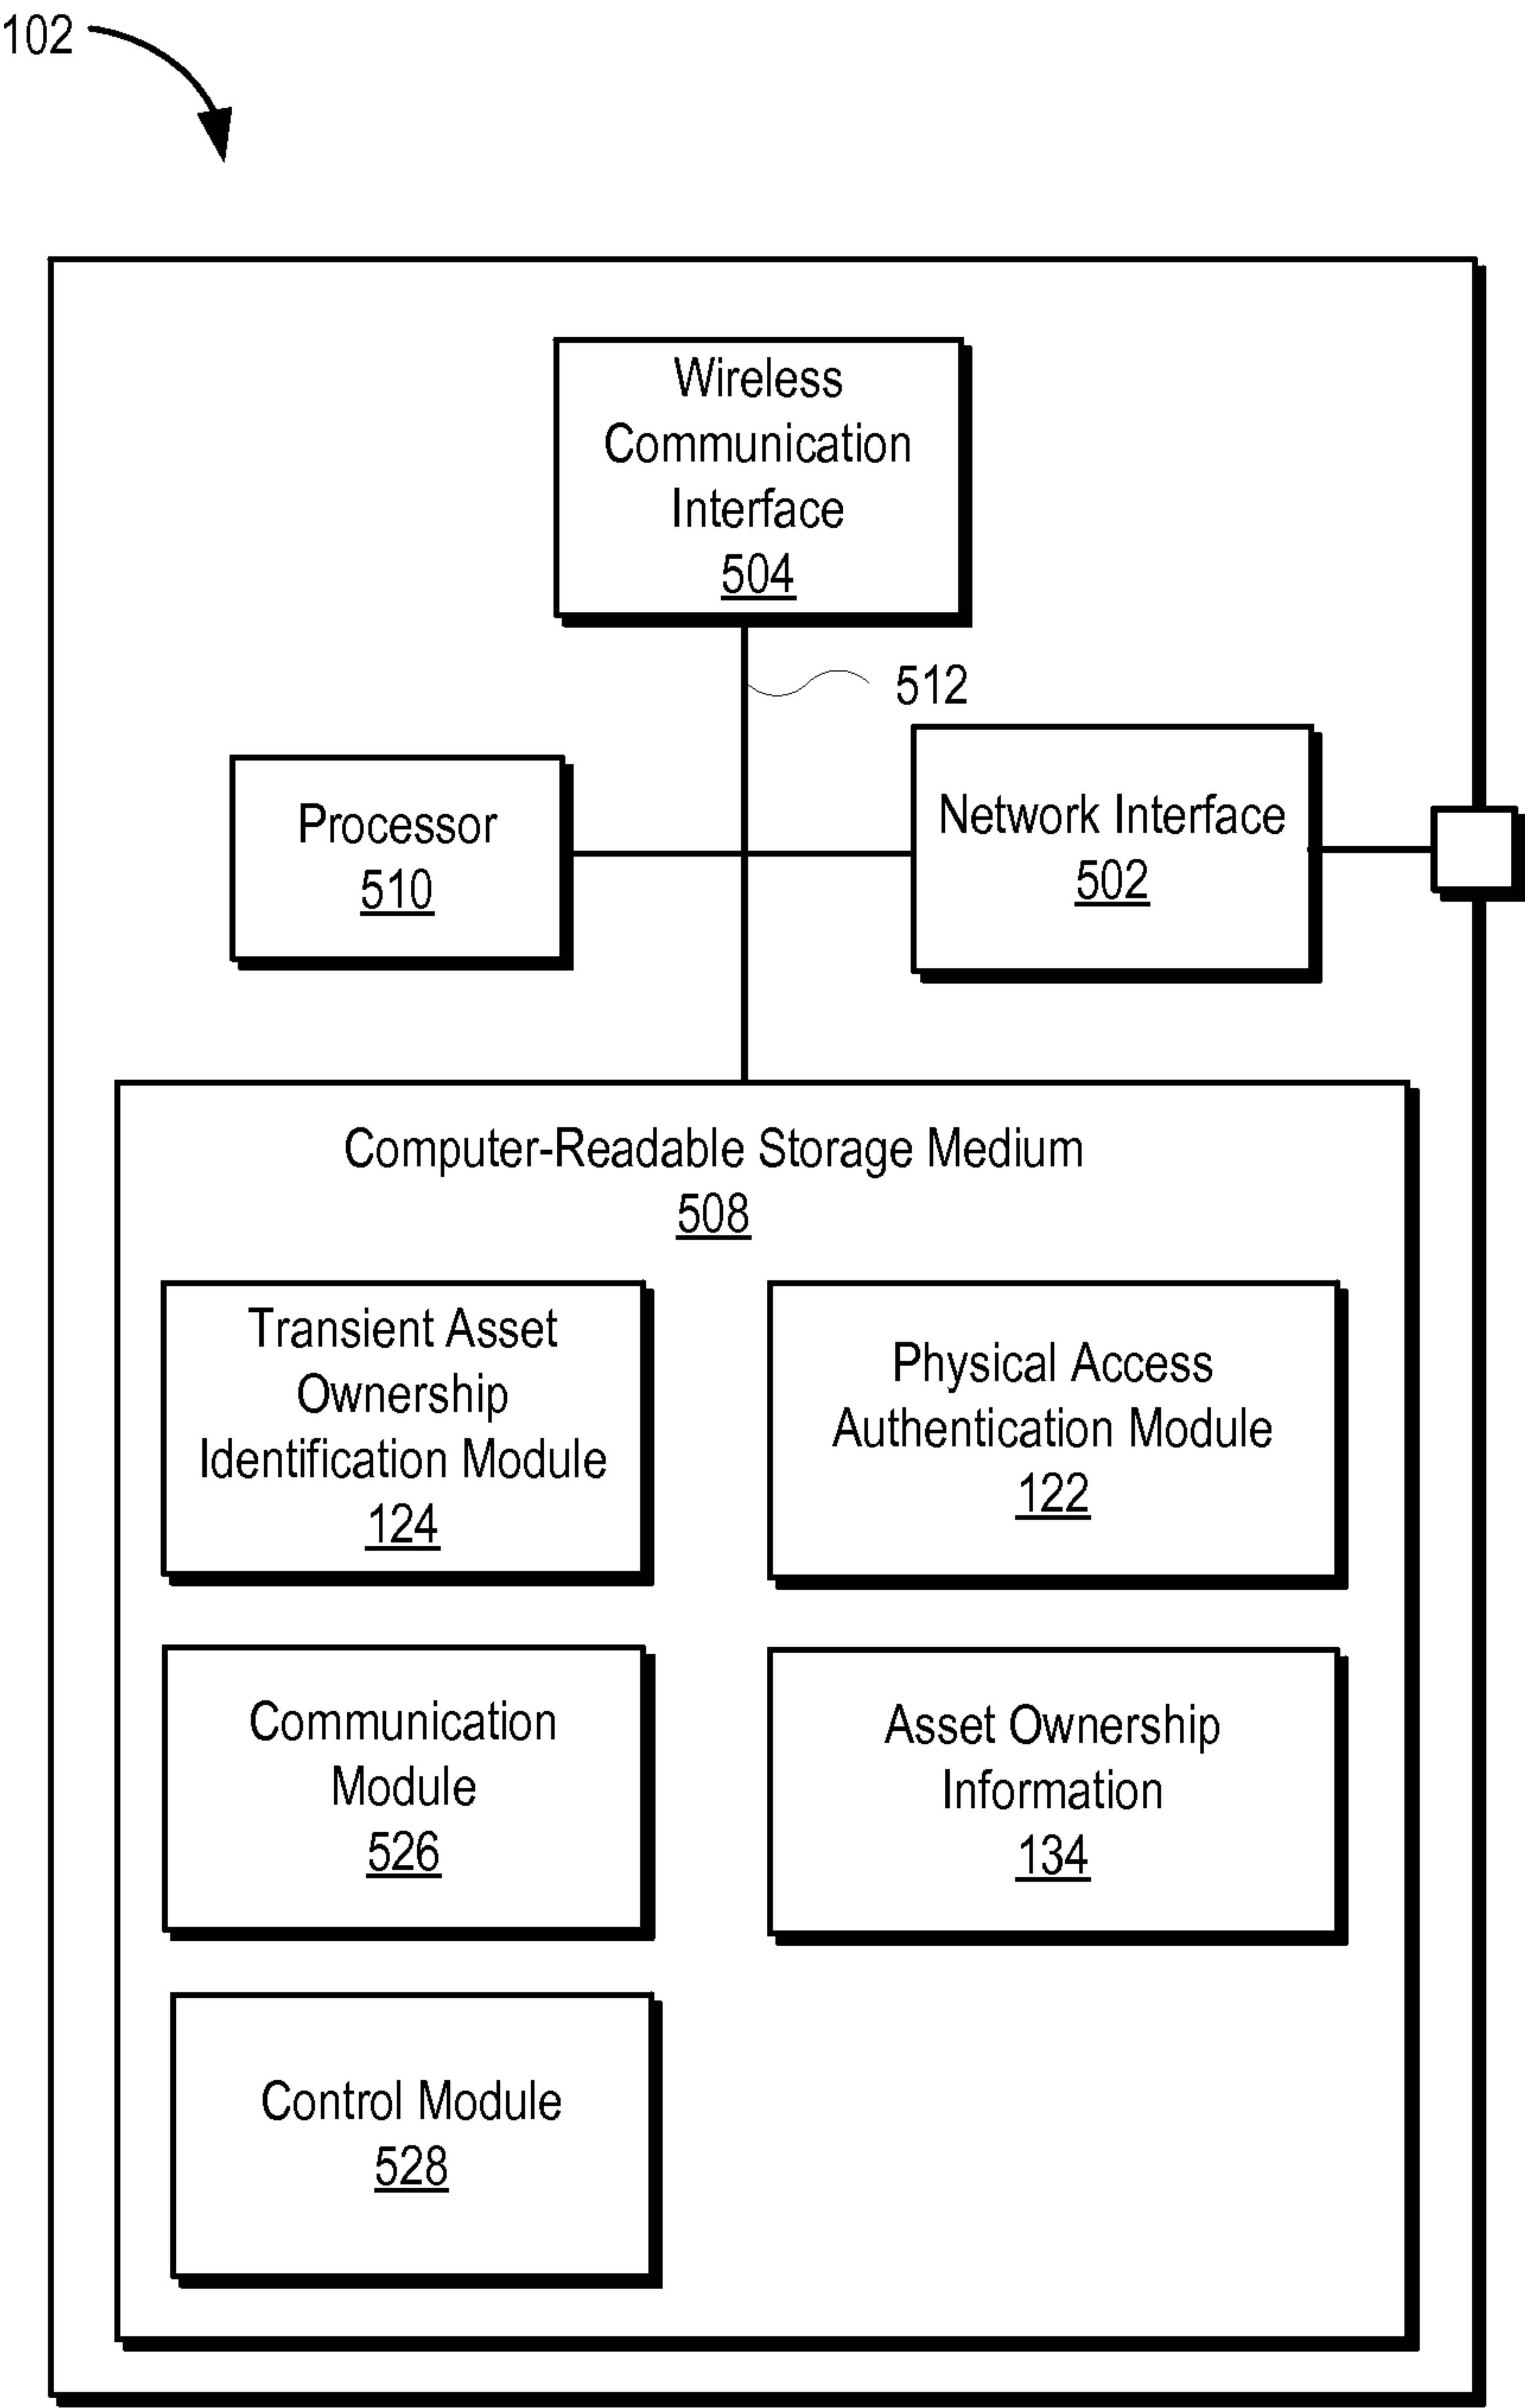 102
Wireless
Communication
Interface
504
512
Processor
510
Network Interface
502
Computer-Readable Storage Medium
508
Transient Asset
Ownership
Identification Module
124
Physical Access
Authentication Module
122
Communication
Module
526
Asset Ownership
Information
134
Control Module
528